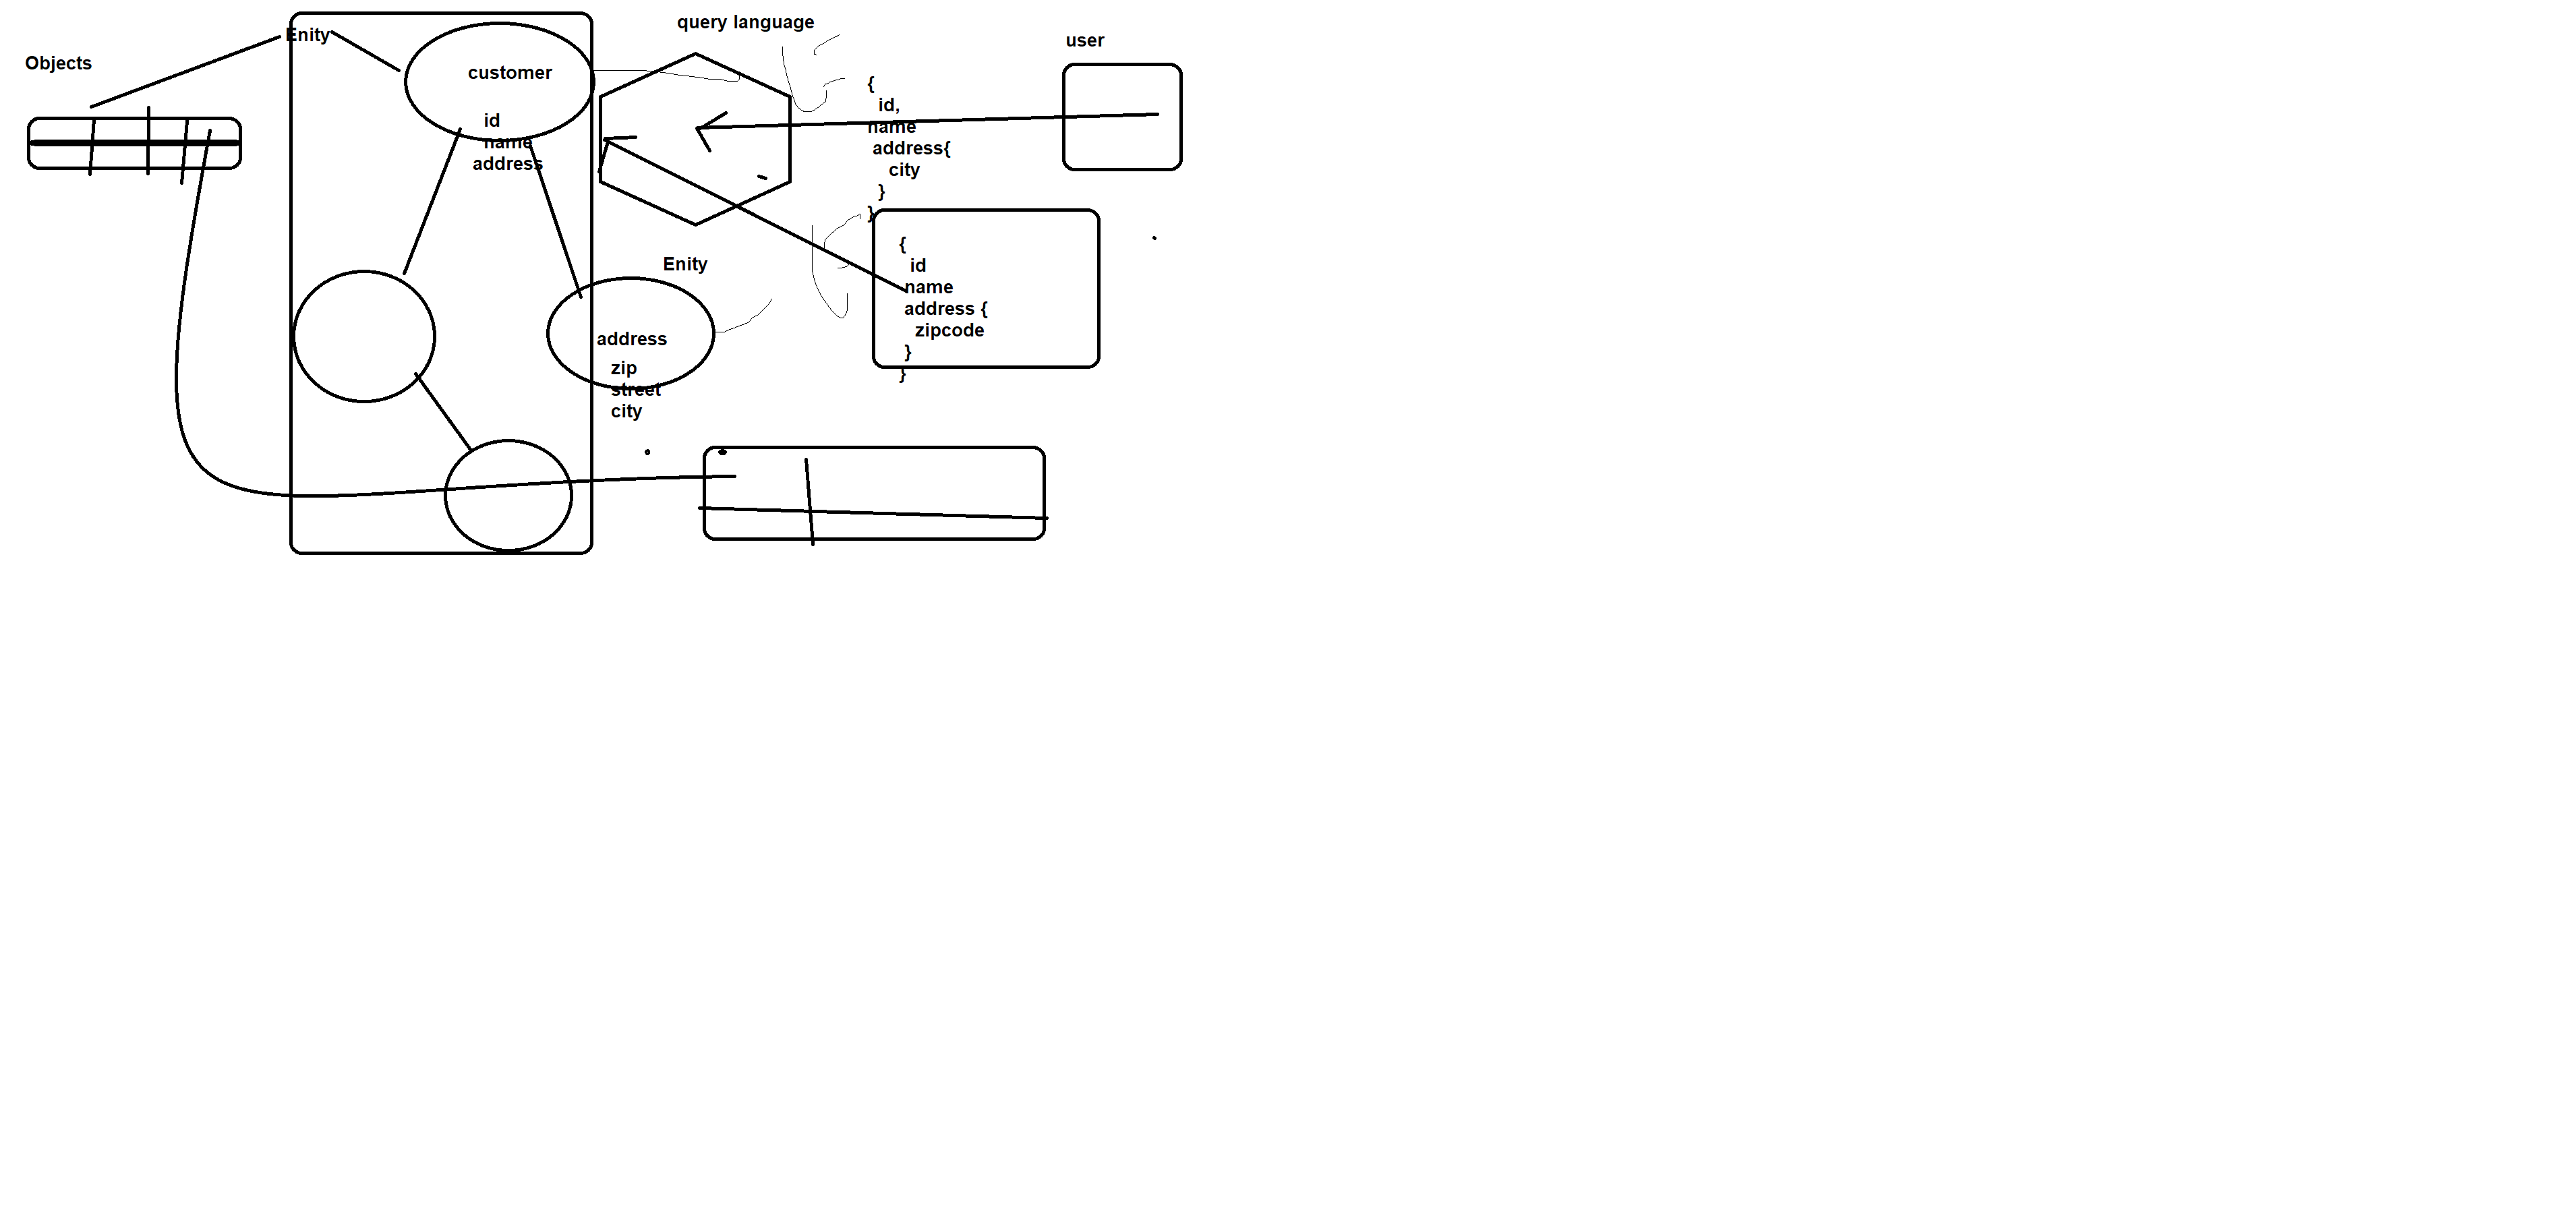 query language
Enity
user
Objects
customer
id
name
address
{
id,
name
address{
city
}
}
{
id
name
address {
zipcode
}
}
Enity
address
zip
street
city